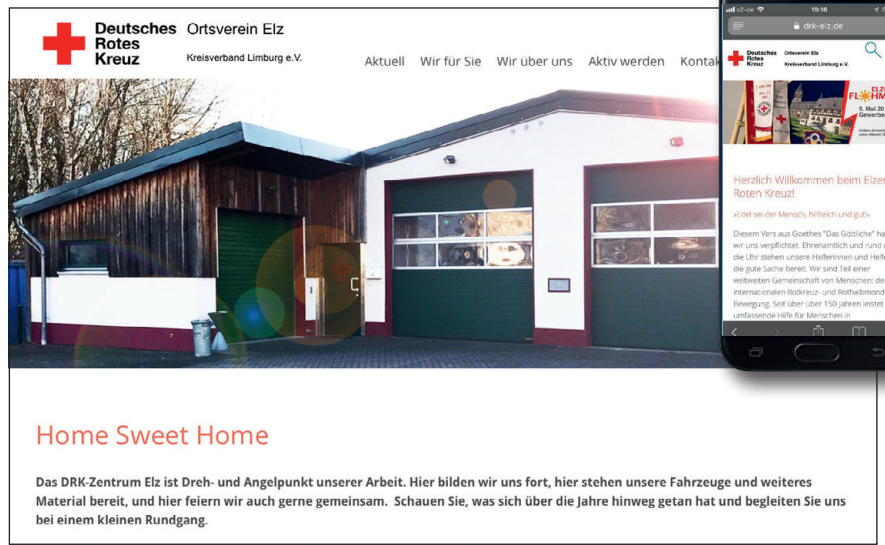 Deutsches
Rotes
Kreuz
Ortsverein Elz
Kreisverband Limburg e.V.
Aktuell Wir für Sie Wir über uns Aktiv werden
Home Sweet Home
Das DRK-Zentrum Elz ist Dreh- und Angelpunkt unserer Arbeit. Hier bilden wir uns fort, hier stehen unsere Fahrzeuge und weiteres
Material bereit, und hier feiern wir auch gerne gemeinsam. Schauen Sie, was sich über die Jahre hinweg getan hat und begleiten Sie uns
bei einem kleinen Rundgang.
o2-de
19:16
drk-elz.de
Deutsches
Rotes
Kreuz
Ortsverein Elz
Kreisverband Limburg e.V.
5. Mai
Herzlich Willkommen beim Elzer
Roten Kreuz!
»Edel sei der Mensch, hilfreich und gut!«
Diesem Vers aus Goethes "Das Göttliche"
wir uns verpflichtet. Ehrenamtlich und rund
die Uhr stehen unsere Helferinnen und
die gute Sache bereit. Wir sind Teil einer
weltweiten Gemeinschaft von Menschen:
internationalen Rotkreuz- und
Bewegung. Seit über über 150 Jahren leistet
umfassende Hilfe für Menschen in